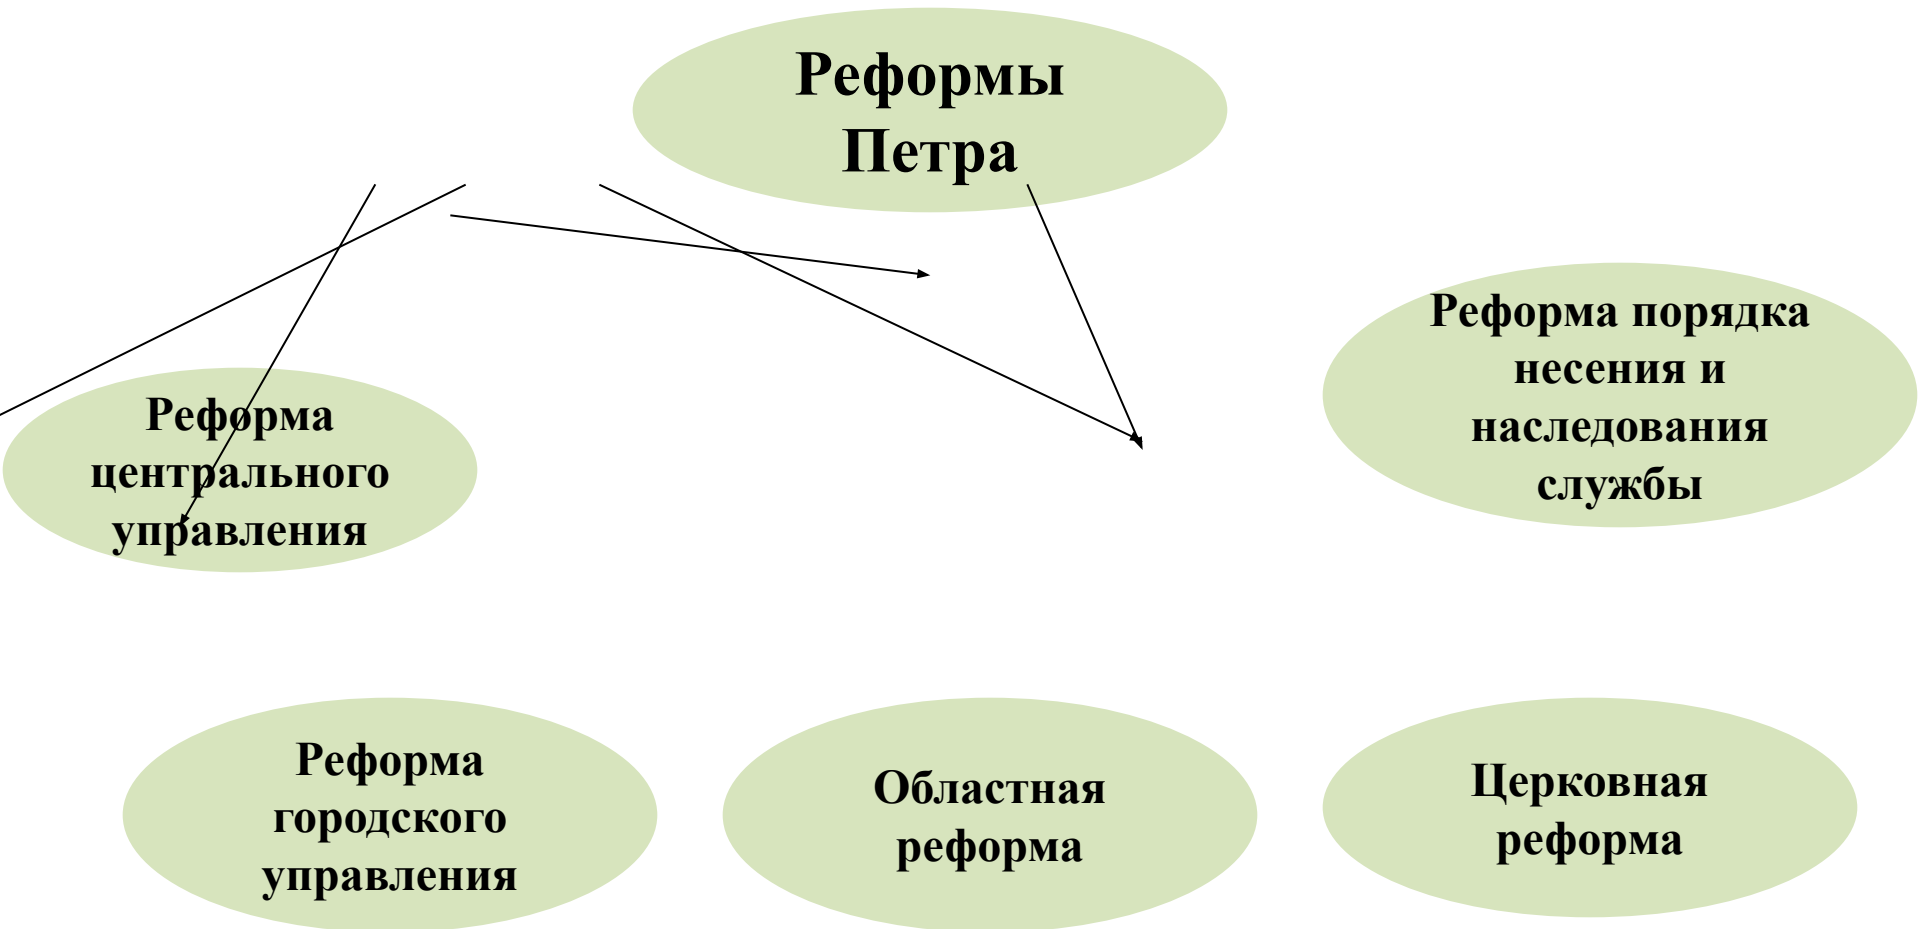 Реформы
Петра
Реформа порядка
несения и
наследования
службы
Реформа
центрального
управления
Реформа
городского
управления
Областная
реформа
Церковная
реформа